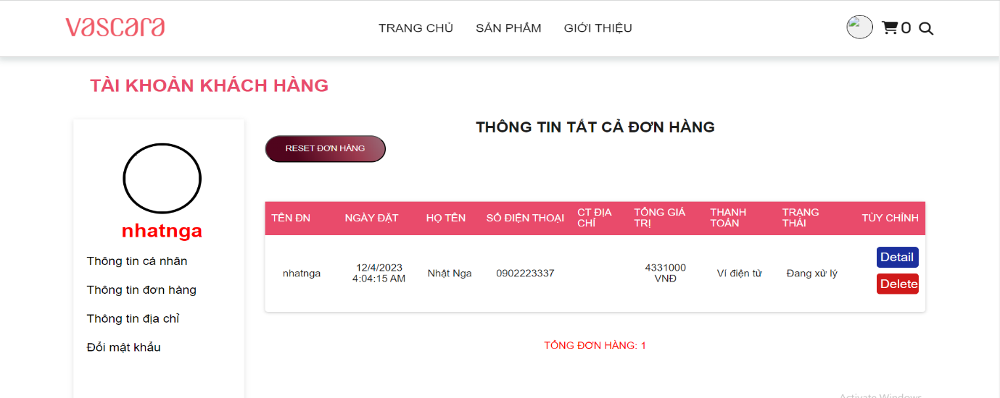 vascara
TRANG CHỦ SẢN PHẨM GIỚI THIỆU 0
TÀI KHOẢN KHÁCH HÀNG
nhatnga
Thông tin cá nhân
Thông tin đơn hàng
Thông tin địa chỉ
Đổi mật khẩu
THÔNG TIN TẤT CẢ ĐƠN HÀNG
RESET ĐƠN HÀNG
TÊN ĐN NGÀY ĐẶT HỌ TÊN SỐ ĐIỆN THOẠI CT ĐỊA CHỈ TỔNG GIÁ TRỊ THANH TOÁN TRẠNG THÁI TÙY CHỈNH
nhatnga 12/4/2023 4:04:15 AM Nhật Nga 0902223337 4331000 VNĐ Ví điện tử Đang xử lý
Detail
Delete
TỔNG ĐƠN HÀNG: 1
Activate Windows